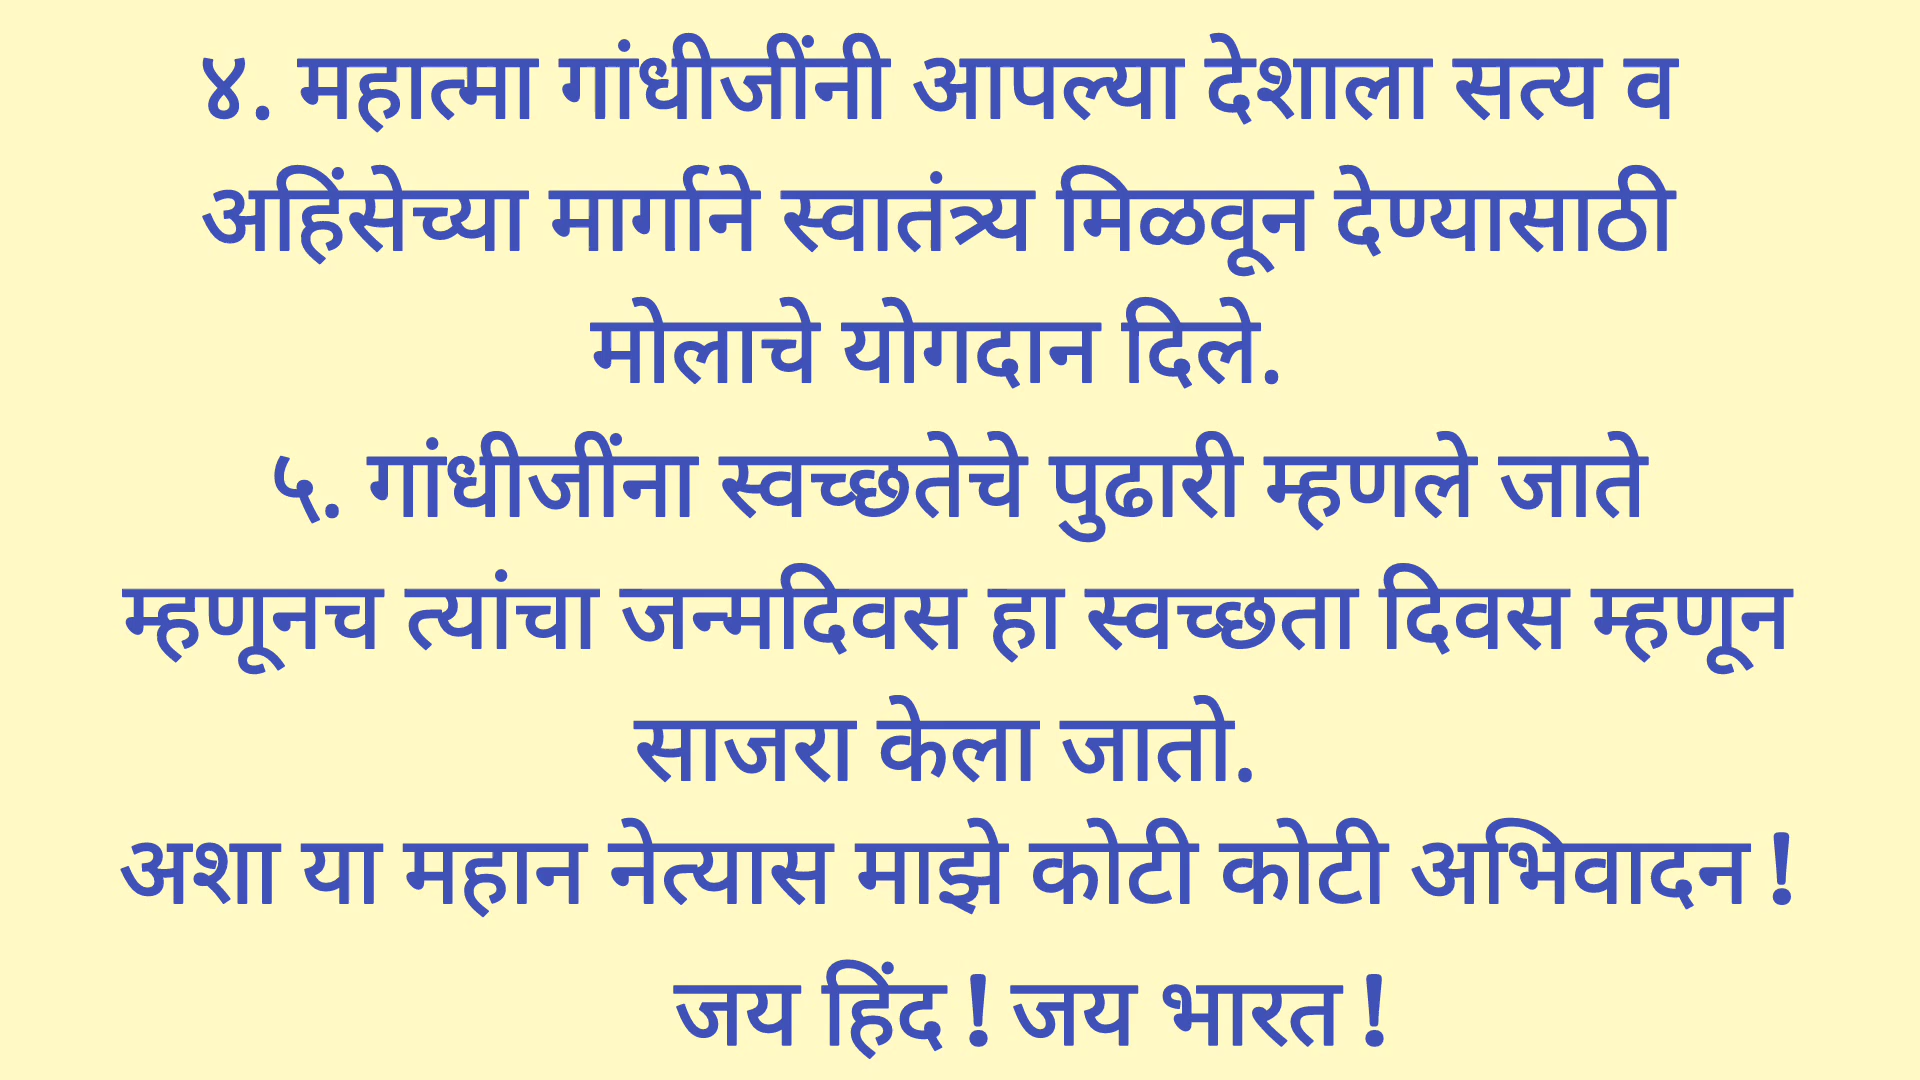 ४. महात्मा गांधीजींनी आपल्या देशाला सत्य व
अहिंसेच्या मार्गाने स्वातंत्र्य मिळवून देण्यासाठी
मोलाचे योगदान दिले.
५. गांधीजींना स्वच्छतेचे पुढारी म्हणले जाते
म्हणूनच त्यांचा जन्मदिवस हा स्वच्छता दिवस म्हणून
साजरा केला जातो.
अशा या महान नेत्यास माझे कोटी कोटी अभिवादन !
जय हिंद ! जय भारत !